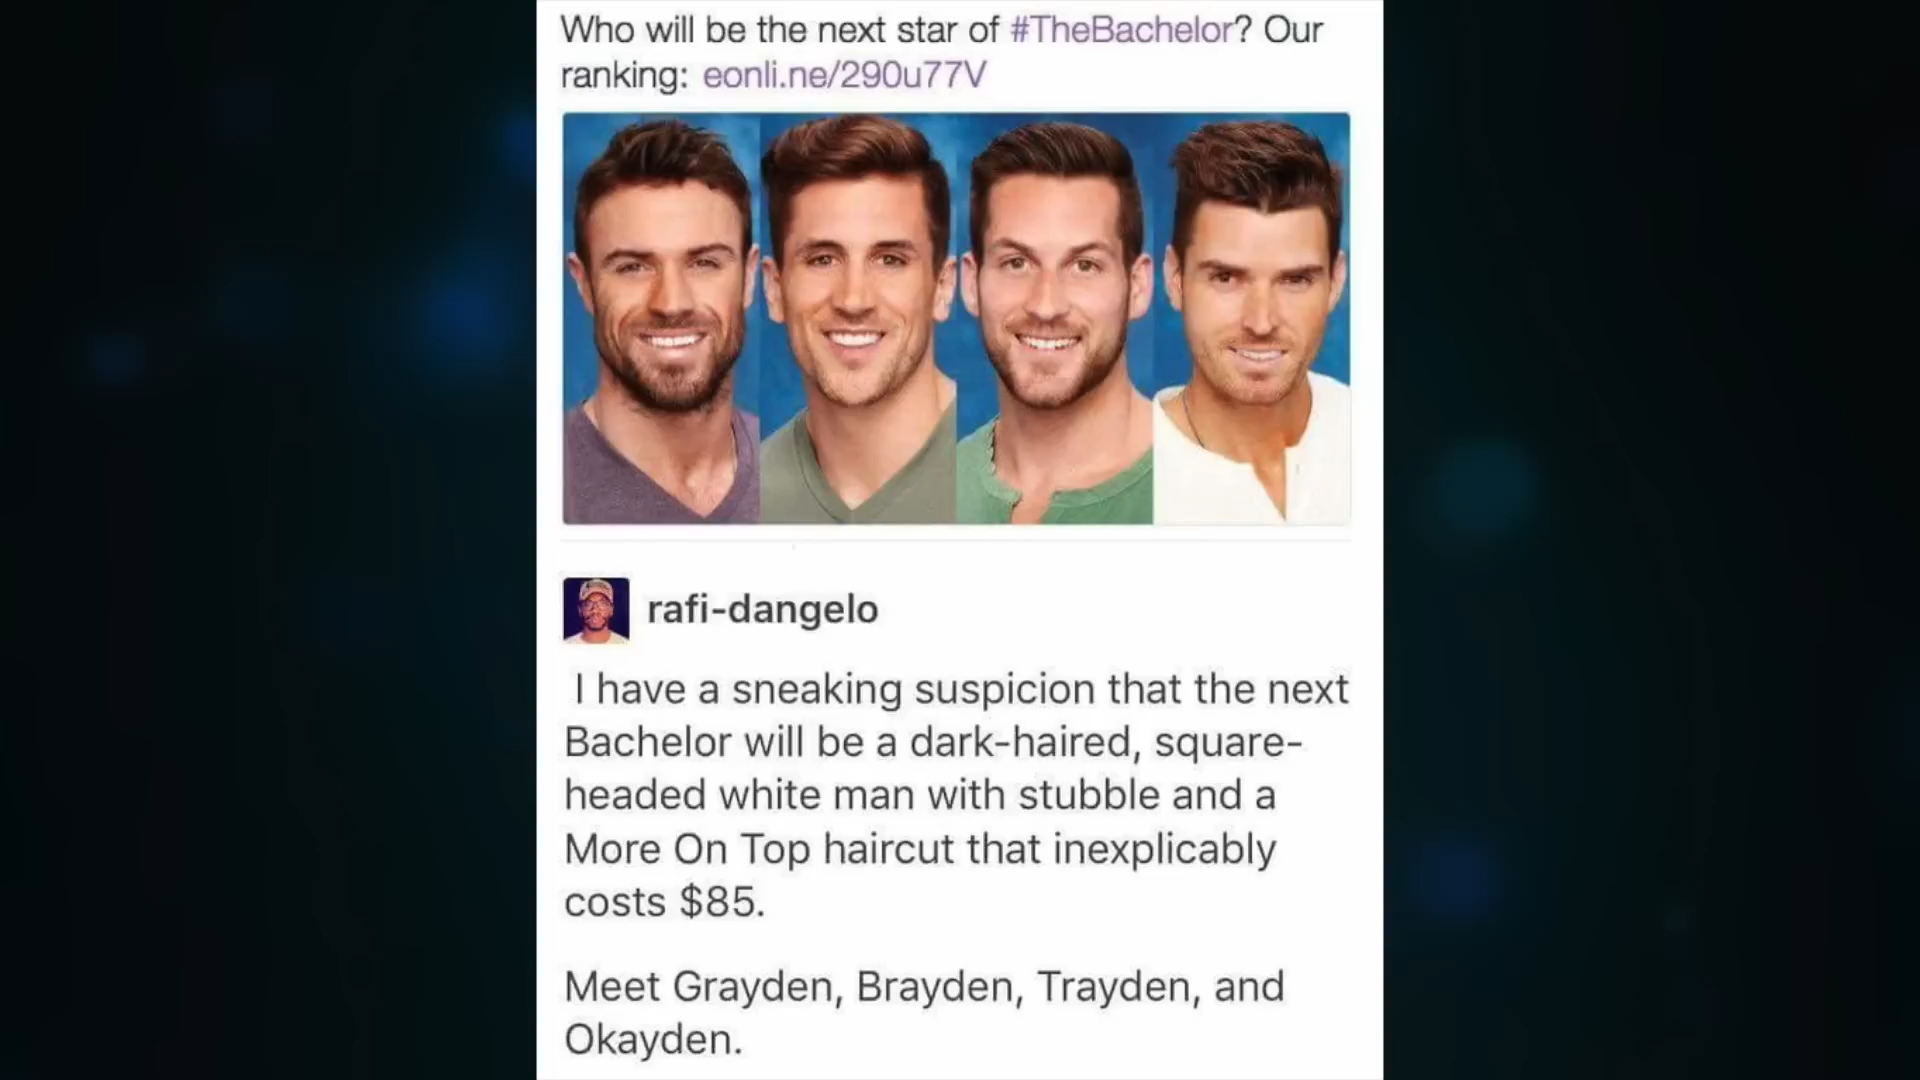 Who will be the next star of #TheBachelor? Our
ranking: eonli.ne/290u77V
rafi-dangelo
I have a sneaking suspicion that the next
Bachelor will be a dark-haired, square-
headed white man with stubble and a
More On Top haircut that inexplicably
costs $85.
Meet Grayden, Brayden, Trayden, and
Okayden.